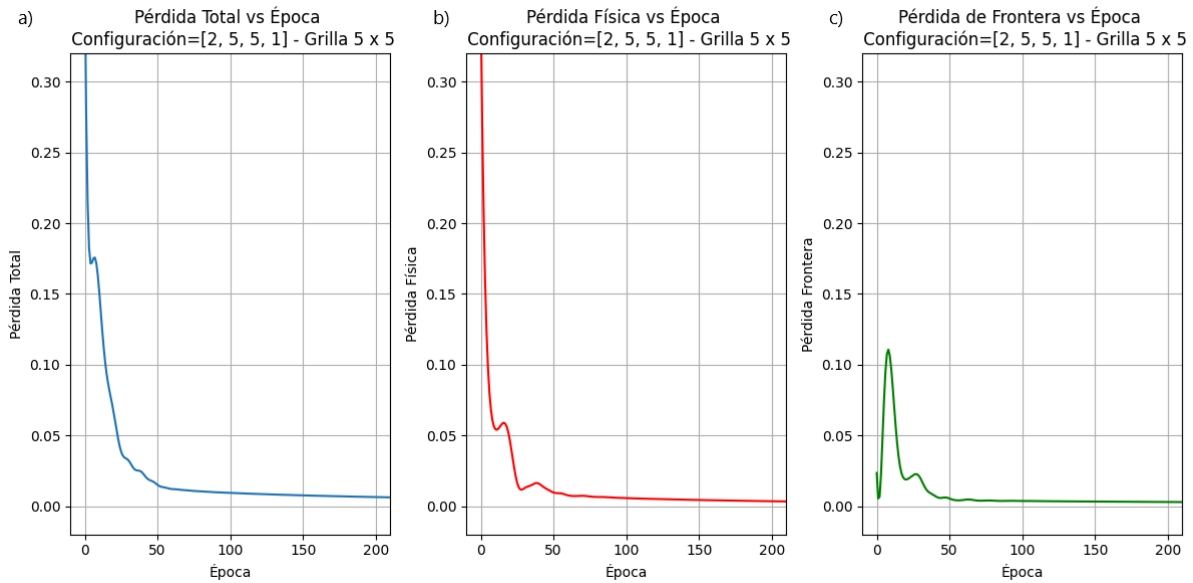 a)
Pérdida Total vs Época
Configuración=[2, 5, 5, 1] - Grilla 5 x 5
0.30
0.25
0.20
0.15
0.10
0.05
0.00
Pérdida Total
0 50 100 150 200
Época
b)
Pérdida Física vs Época
Configuración=[2, 5, 5, 1] - Grilla 5 x 5
0.30
0.25
0.20
0.15
0.10
0.05
0.00
Pérdida Física
0 50 100 150 200
Época
c)
Pérdida de Frontera vs Época
Configuración=[2, 5, 5, 1] - Grilla 5 x 5
0.30
0.25
0.20
0.15
0.10
0.05
0.00
Pérdida Frontera
0 50 100 150 200
Época